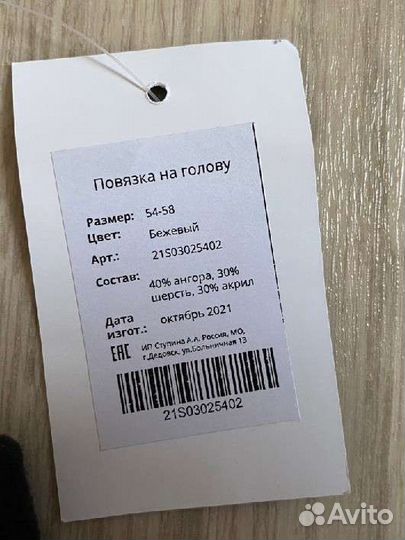 Повязка на голову
Размер: 54-58
Цвет: Бежевый
Арт.: 21S03025402
Состав: 40% ангора, 30%
шерсть, 30% акрил
Дата
изгот.: октябрь 2021
EAC ИП Ступина А.А. Россия, МО,
г.Дедовск, ул.Больничная 13
21S03025402
Avito